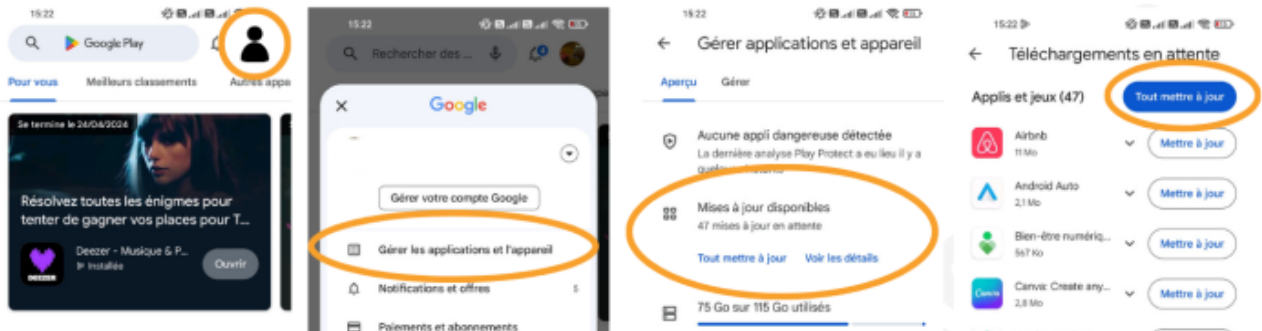 15:22
Google Play
Pour vous Meilleurs classements Autres appa
Se termine le 24/04/2024
Résolvez toutes les énigmes pour
tenter de gagner vos places pour T...
DEEZER
Deezer - Musique & P...
Installée
Ouvrir
15:22
Rechercher des ...
Google
Gérer votre compte Google
Gérer les applications et l'appareil
Notifications et offres 5
Paiements et abonnements
15:22
Gérer applications et appareil
Aperçu Gérer
Aucune appli dangereuse détectée
La dernière analyse Play Protect a eu lieu il y a
Mises à jour disponibles
47 mises à jour en attente
Tout mettre à jour Voir les détails
75 Go sur 115 Go utilisés
15:22
Téléchargements en attente
Applis et jeux (47) Tout mettre à jour
Airbnb
11 Mo
Mettre à jour
Android Auto
2,1 Mo
Mettre à jour
Bien-être numériq...
567 Ko
Mettre à jour
Canva
Canva: Create any...
2,8 Mo
Mettre à jour